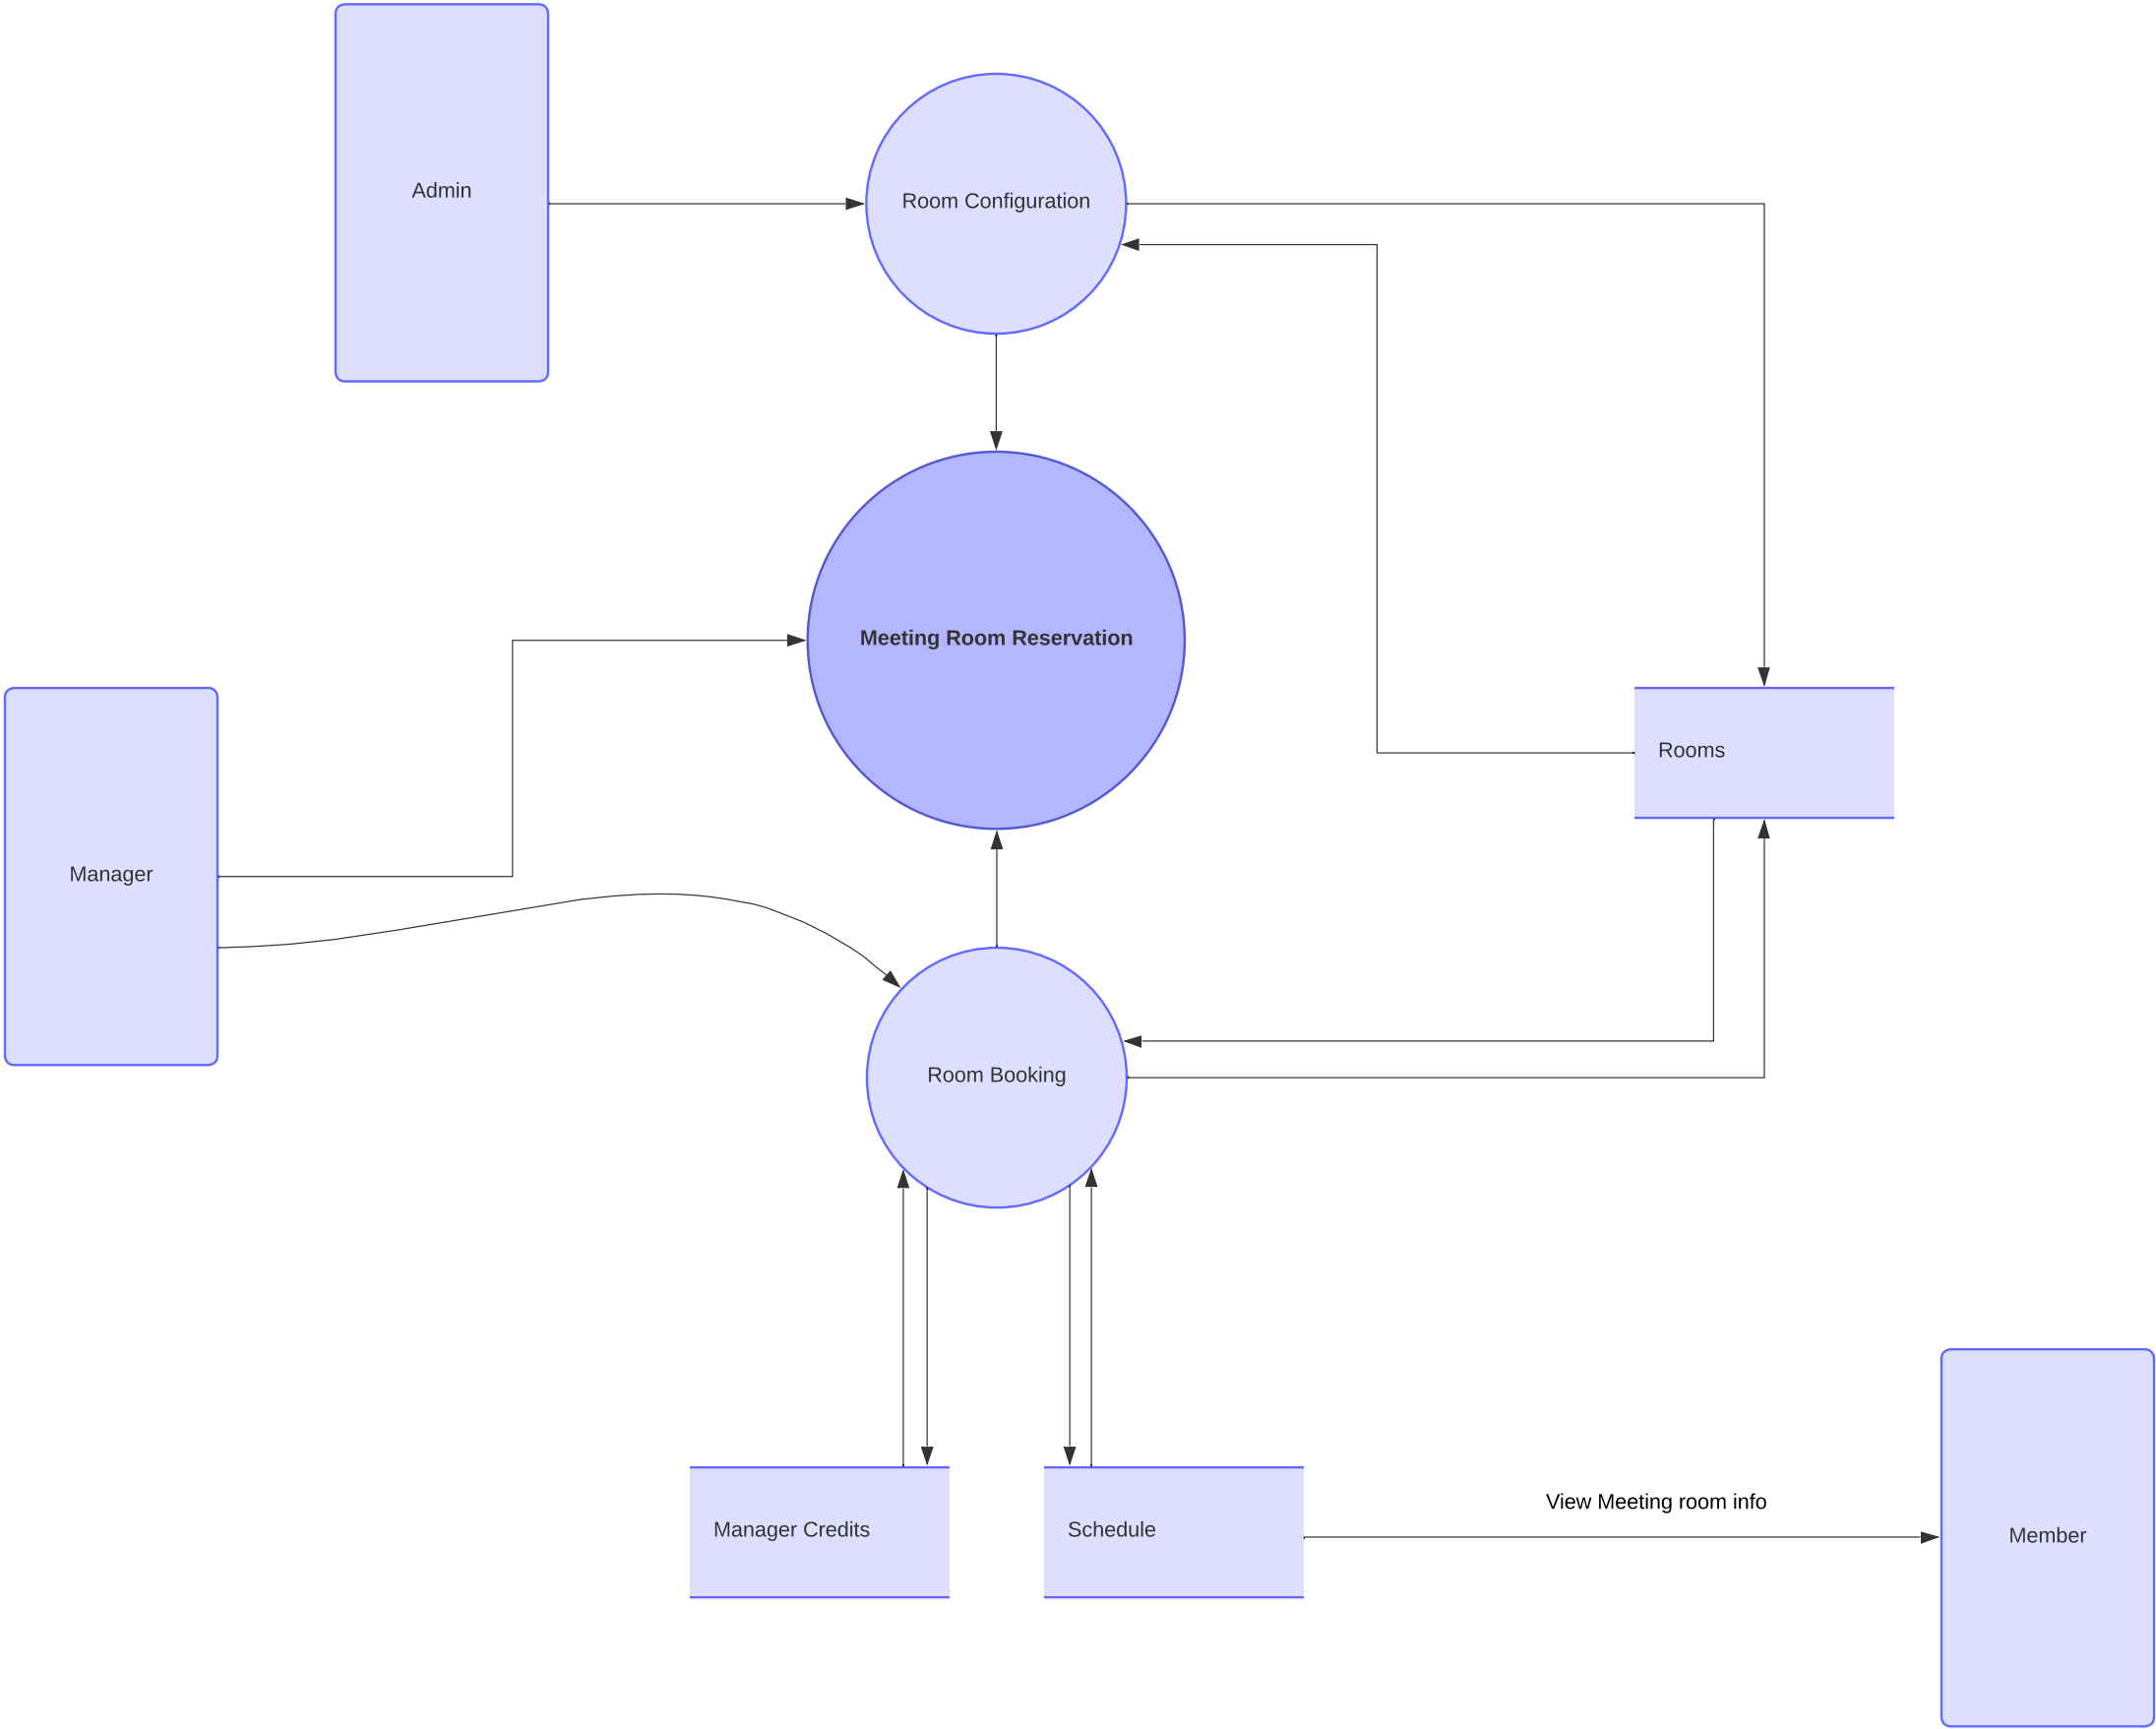 Admin
Room Configuration
Meeting Room Reservation
Rooms
Manager
Room Booking
Manager Credits
Schedule
View Meeting room info
Member